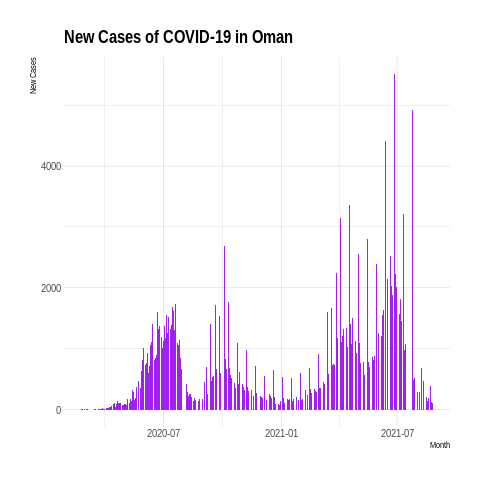 New Cases of COVID-19 in Oman
New Cases
4000
2000
0
2020-07
2021-01
2021-07
Month